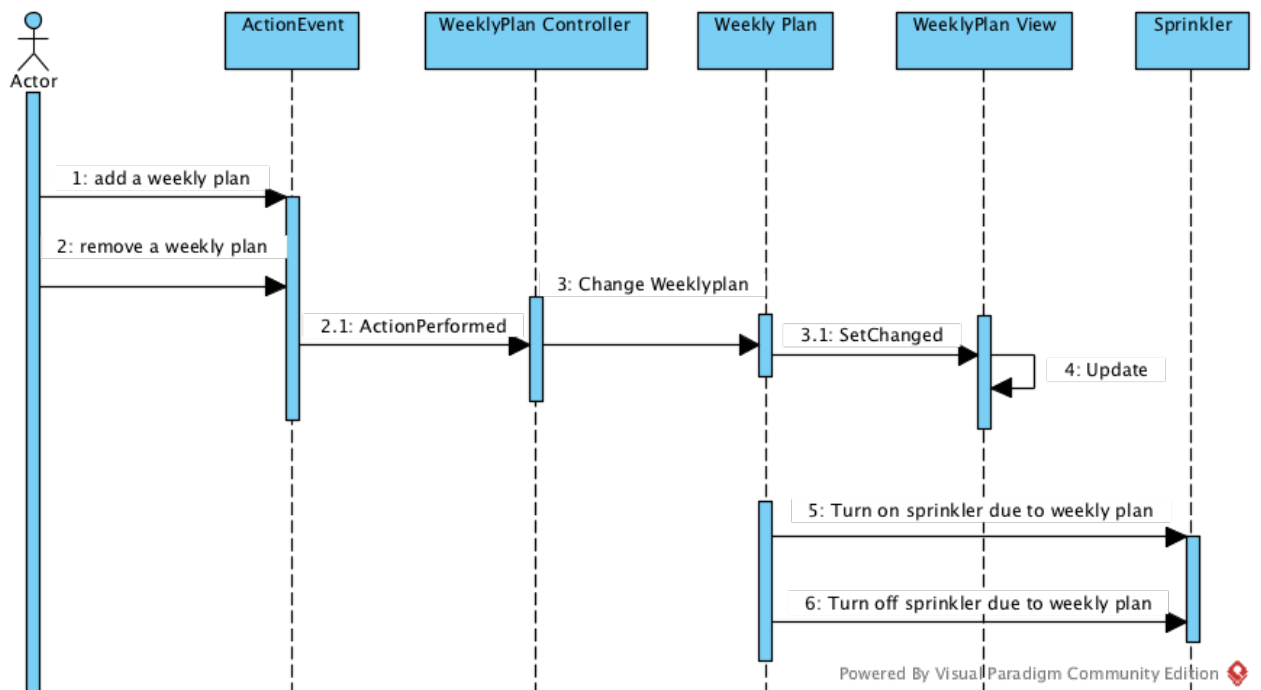 ActionEvent
WeeklyPlan Controller
Weekly Plan
WeeklyPlan View
Sprinkler
Actor
1: add a weekly plan
2: remove a weekly plan
3: Change Weeklyplan
2.1: ActionPerformed
3.1: SetChanged
4: Update
5: Turn on sprinkler due to weekly plan
6: Turn off sprinkler due to weekly plan
Powered By Visual Paradigm Community Edition